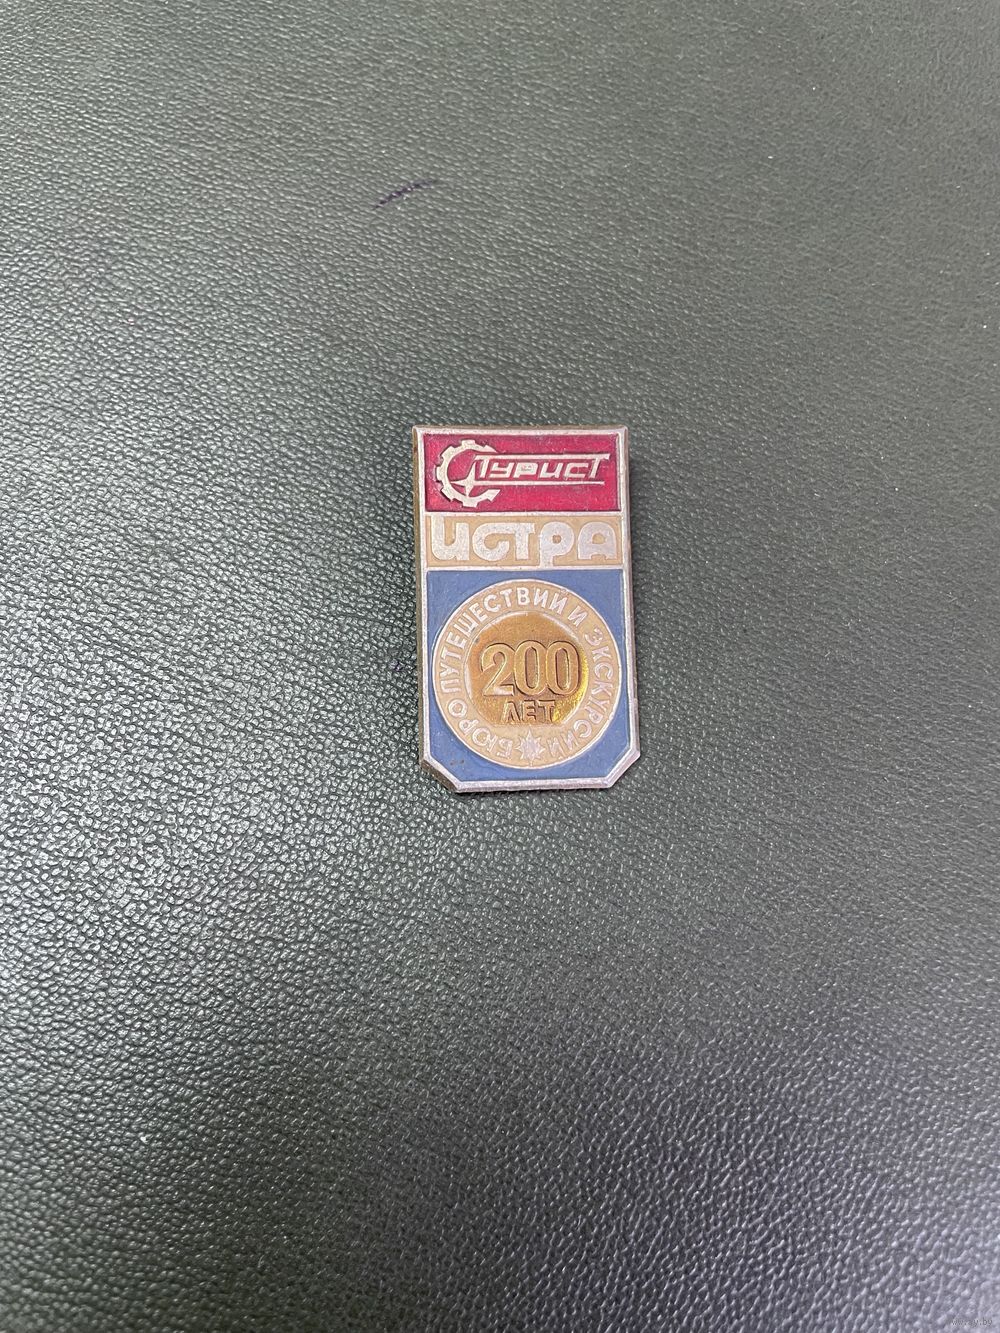 ТУРИСТ
ИСТРА
БЮРО ПУТЕШЕСТВИЙ И ЭКСКУРСИЙ
200
ЛЕТ